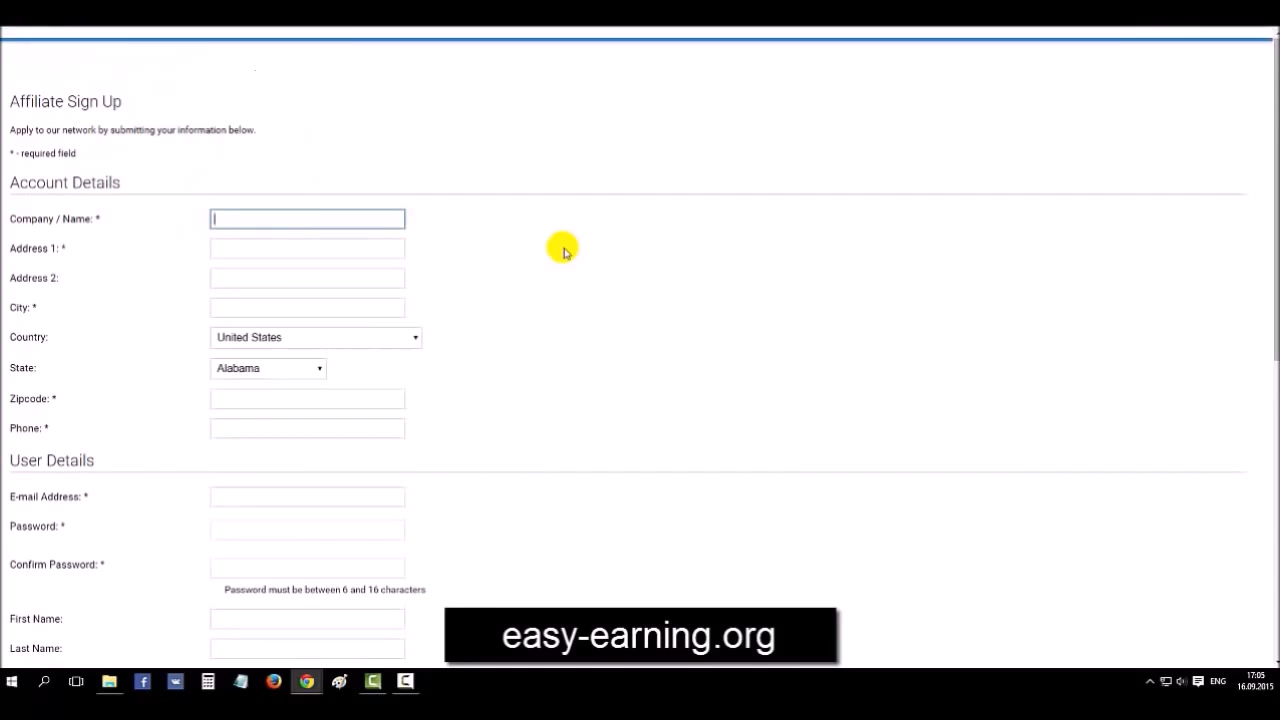 Affiliate Sign Up
Apply to our network by submitting your information below.
* - required field
Account Details
Company / Name: *
Address 1: *
Address 2:
City: *
Country: United States
State: Alabama
Zipcode: *
Phone: *
User Details
E-mail Address: *
Password: *
Confirm Password: *
Password must be between 6 and 16 characters
First Name:
Last Name:
easy-earning.org
ENG
17:05
16.09.2015